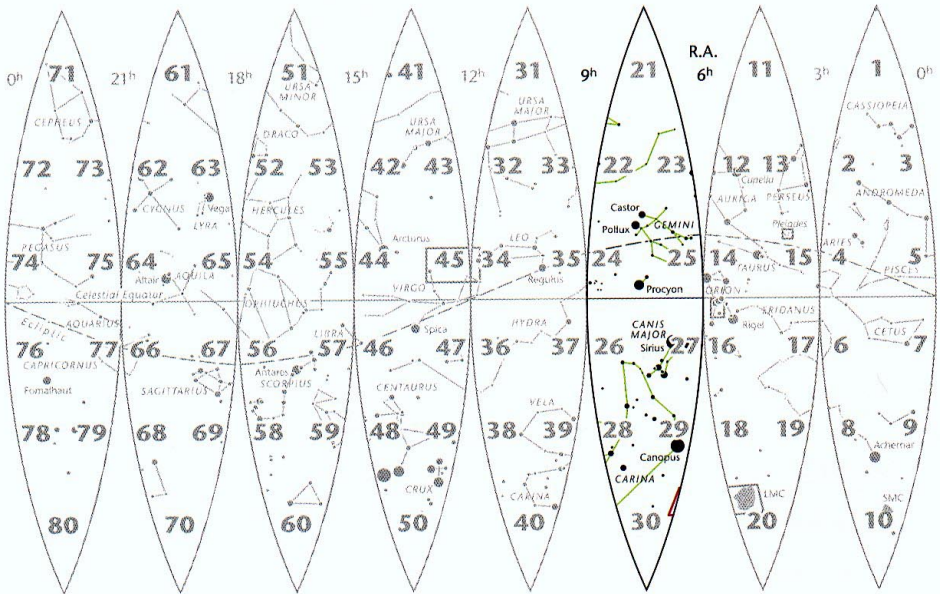 R.A.
0h 71 21h 61 18h 51 15h 41 12h 31 9h 21 6h 11 3h 1 0h
URSA MINOR
URSA MAJOR
URSA MAJOR
CASSIOPEIA
CEPHEUS
DRACO
72 73 62 63 52 53 42 43 32 33 22 23 12 13 2 3
Capella
AURIGA PERSEUS
ANDROMEDA
CYGNUS
Vega
LYRA
HERCULES
Castor
Pollux
GEMINI
Pleiades
PEGASUS
Arcturus
LEO
ARIES
74 75 64 65 54 55 44 45 34 35 24 25 14 15 4 5
Altair
AQUILA
Regulus
TAURUS
PISCES
Celestial Equator
OPHIUCHUS
VIRGO
Procyon
ORION
Ecliptic
AQUARIUS
LIBRA
Spica
HYDRA
CANIS MAJOR
Sirius
Rigel
ERIDANUS
CETUS
76 77 66 67 56 57 46 47 36 37 26 27 16 17 6 7
CAPRICORNUS
Fomalhaut
SAGITTARIUS
Antares
SCORPIUS
CENTAURUS
VELA
78 79 68 69 58 59 48 49 38 39 28 29 18 19 8 9
Canopus
Achernar
CRUX
CARINA
CARINA
LMC
SMC
80 70 60 50 40 30 20 10